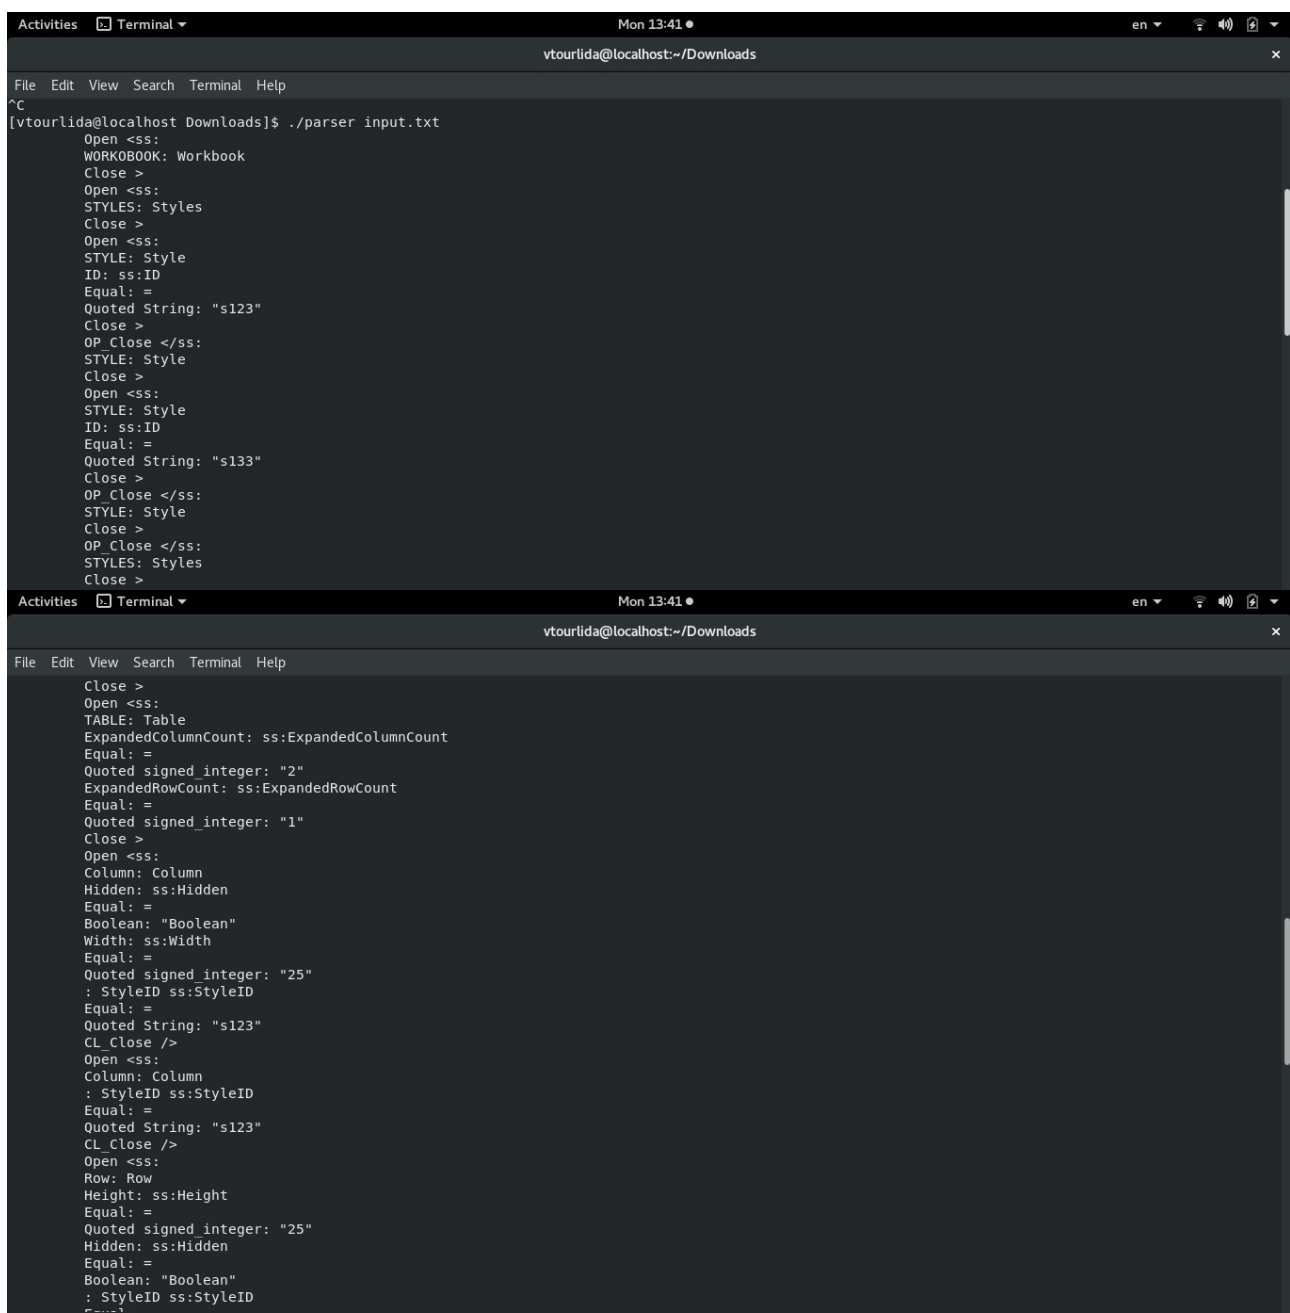 Activities Terminal Mon 13:41 en
vtourlida@localhost:~/Downloads ×
File Edit View Search Terminal Help
^C
[vtourlida@localhost Downloads]$ ./parser input.txt
Open <ss:
WORKOBOOK: Workbook
Close >
Open <ss:
STYLES: Styles
Close >
Open <ss:
STYLE: Style
ID: ss:ID
Equal: =
Quoted String: "s123"
Close >
OP_Close </ss:
STYLE: Style
Close >
Open <ss:
STYLE: Style
ID: ss:ID
Equal: =
Quoted String: "s133"
Close >
OP_Close </ss:
STYLE: Style
Close >
OP_Close </ss:
STYLES: Styles
Close >
Activities Terminal Mon 13:41 en
vtourlida@localhost:~/Downloads ×
File Edit View Search Terminal Help
Close >
Open <ss:
TABLE: Table
ExpandedColumnCount: ss:ExpandedColumnCount
Equal: =
Quoted signed_integer: "2"
ExpandedRowCount: ss:ExpandedRowCount
Equal: =
Quoted signed_integer: "1"
Close >
Open <ss:
Column: Column
Hidden: ss:Hidden
Equal: =
Boolean: "Boolean"
Width: ss:Width
Equal: =
Quoted signed_integer: "25"
: StyleID ss:StyleID
Equal: =
Quoted String: "s123"
CL_Close />
Open <ss:
Column: Column
: StyleID ss:StyleID
Equal: =
Quoted String: "s123"
CL_Close />
Open <ss:
Row: Row
Height: ss:Height
Equal: =
Quoted signed_integer: "25"
Hidden: ss:Hidden
Equal: =
Boolean: "Boolean"
: StyleID ss:StyleID